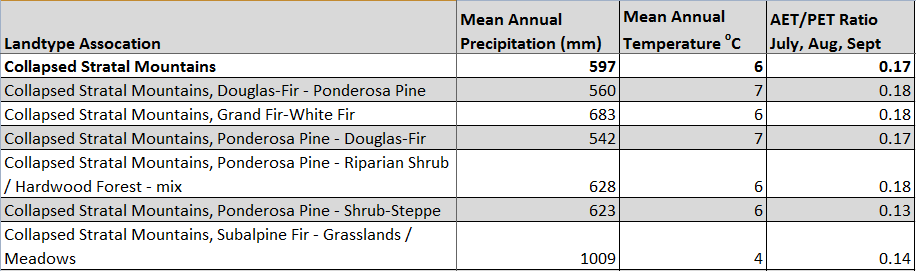 Landtype Assocation Mean Annual Precipitation (mm) Mean Annual Temperature °C AET/PET Ratio July, Aug, Sept
Collapsed Stratal Mountains 597 6 0.17
Collapsed Stratal Mountains, Douglas-Fir - Ponderosa Pine 560 7 0.18
Collapsed Stratal Mountains, Grand Fir-White Fir 683 6 0.18
Collapsed Stratal Mountains, Ponderosa Pine - Douglas-Fir 542 7 0.17
Collapsed Stratal Mountains, Ponderosa Pine - Riparian Shrub
/ Hardwood Forest - mix 628 6 0.18
Collapsed Stratal Mountains, Ponderosa Pine - Shrub-Steppe 623 6 0.13
Collapsed Stratal Mountains, Subalpine Fir - Grasslands /
Meadows 1009 4 0.14